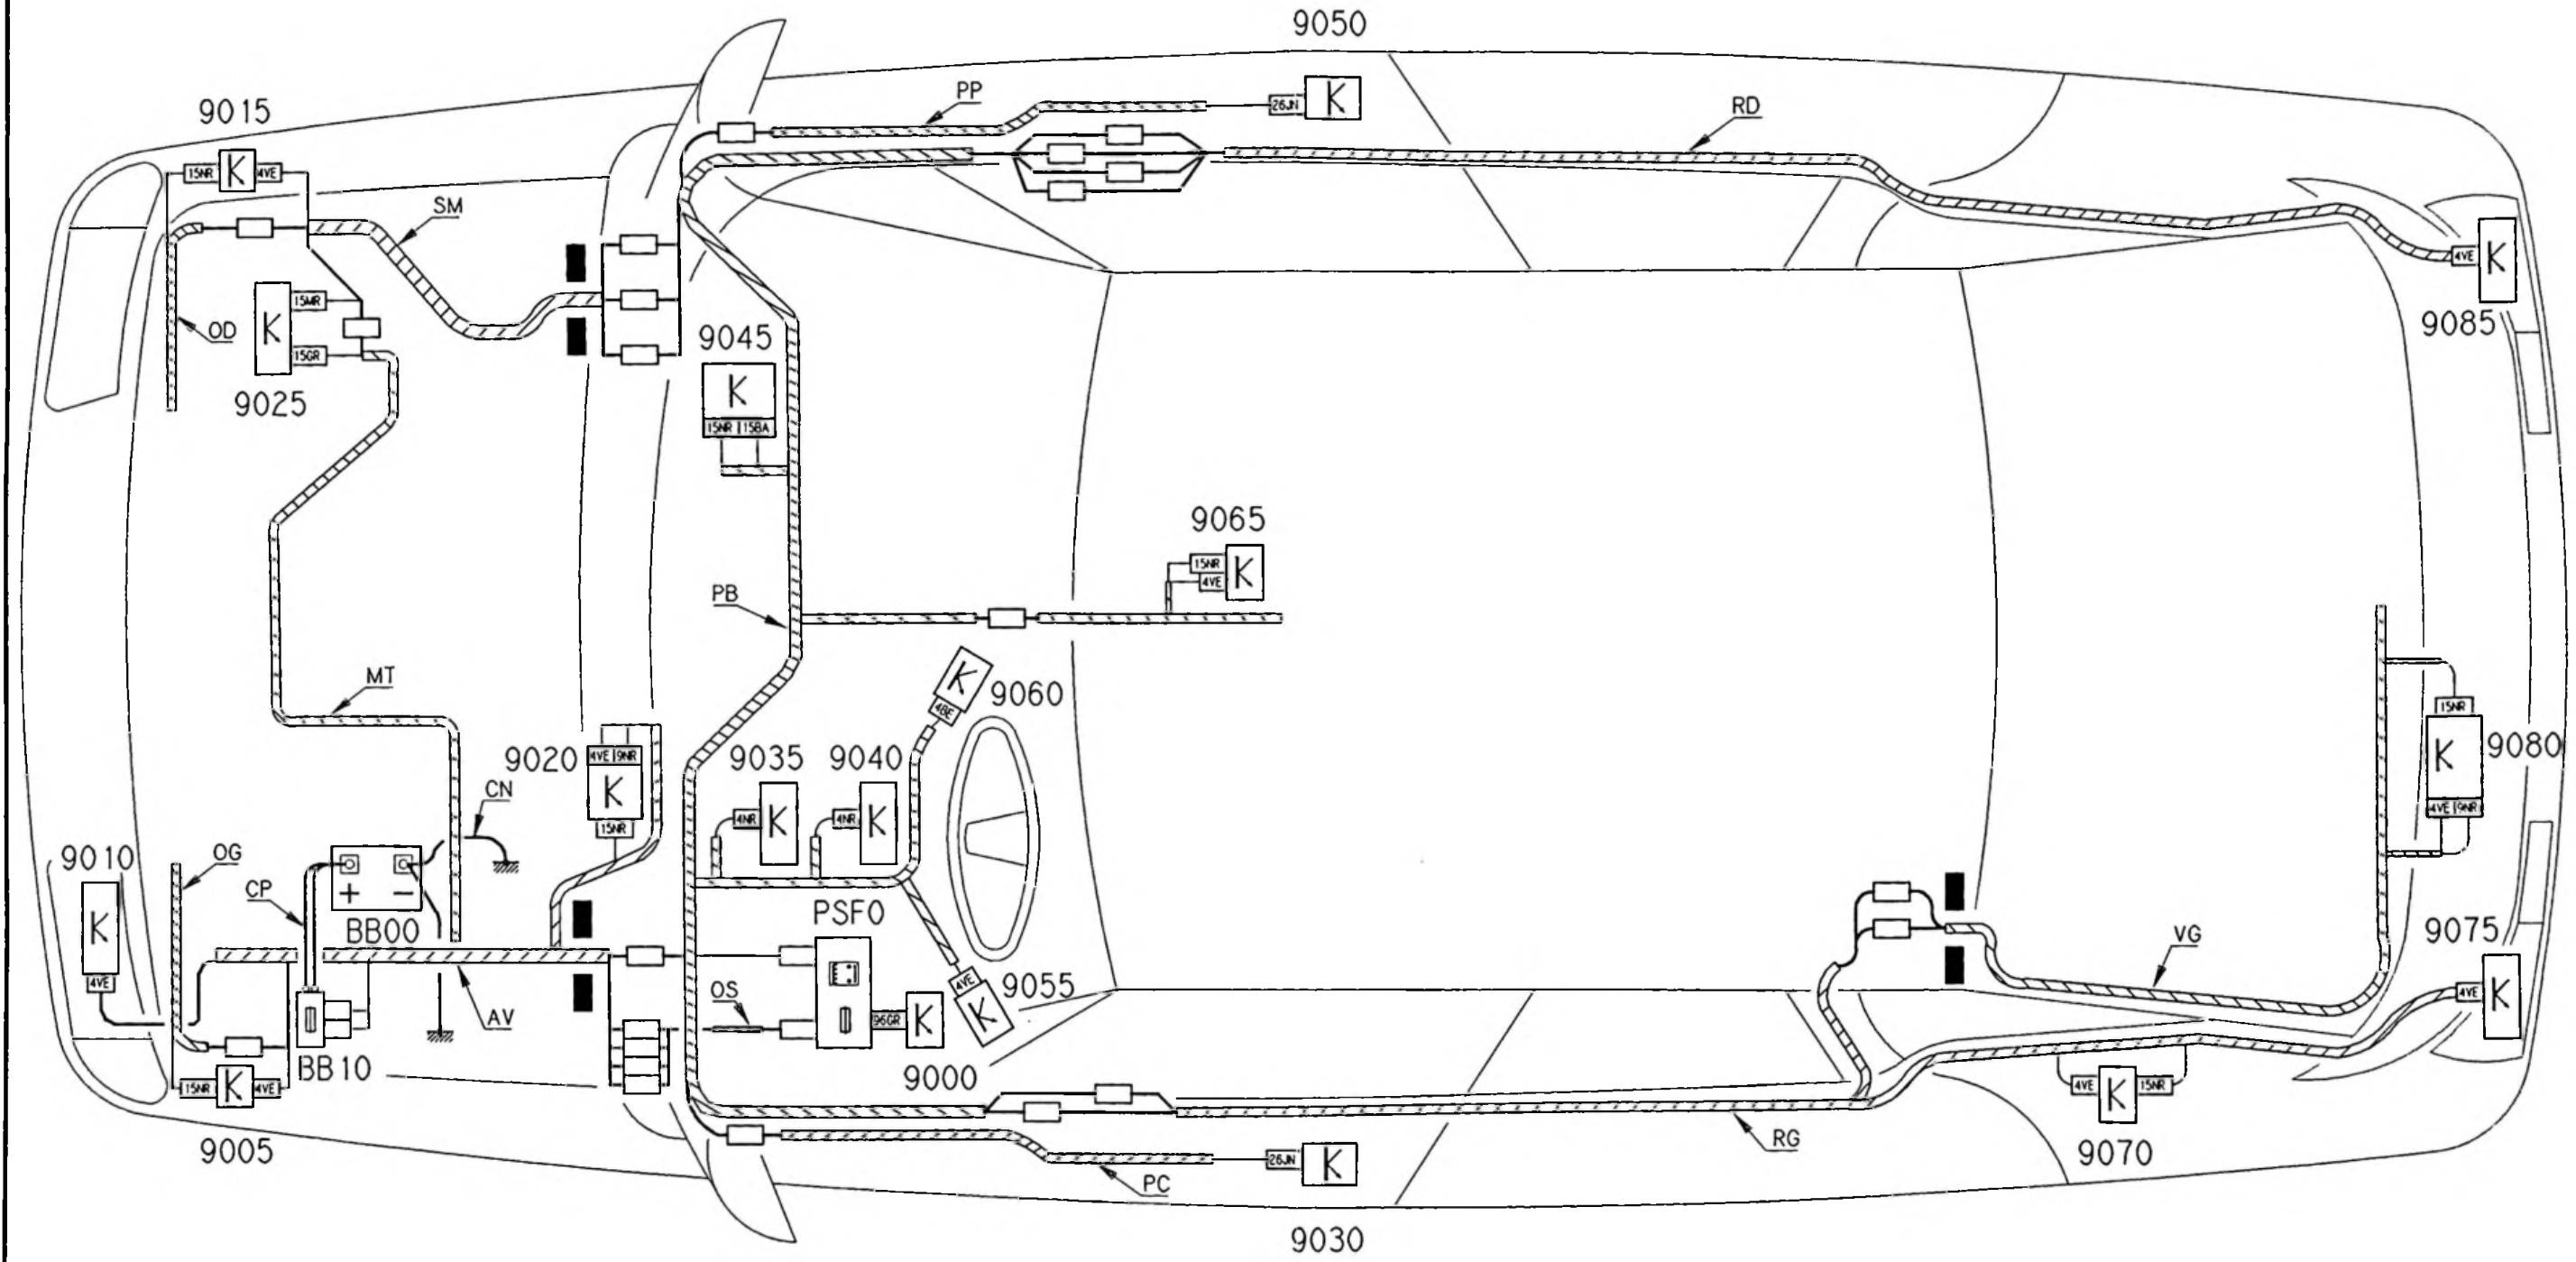 9050
9015
PP
26JN
K
RD
15NR
K
4VE
SM
15MR
K
15GR
OD
9025
4VE
K
9085
9045
K
15NR
15BA
9065
15NR
4VE
K
PB
K
4BE
9060
MT
9020
4VE
9NR
K
15NR
9035
4NR
K
9040
4NR
K
CN
15NR
K
4VE
9NR
9080
9010
K
4VE
OG
CP
+
−
BB00
PSF0
AV
OS
96GR
K
9000
4VE
K
9055
BB10
15NR
K
4VE
9005
VG
9075
4VE
K
4VE
K
15NR
9070
RG
PC
26JN
K
9030